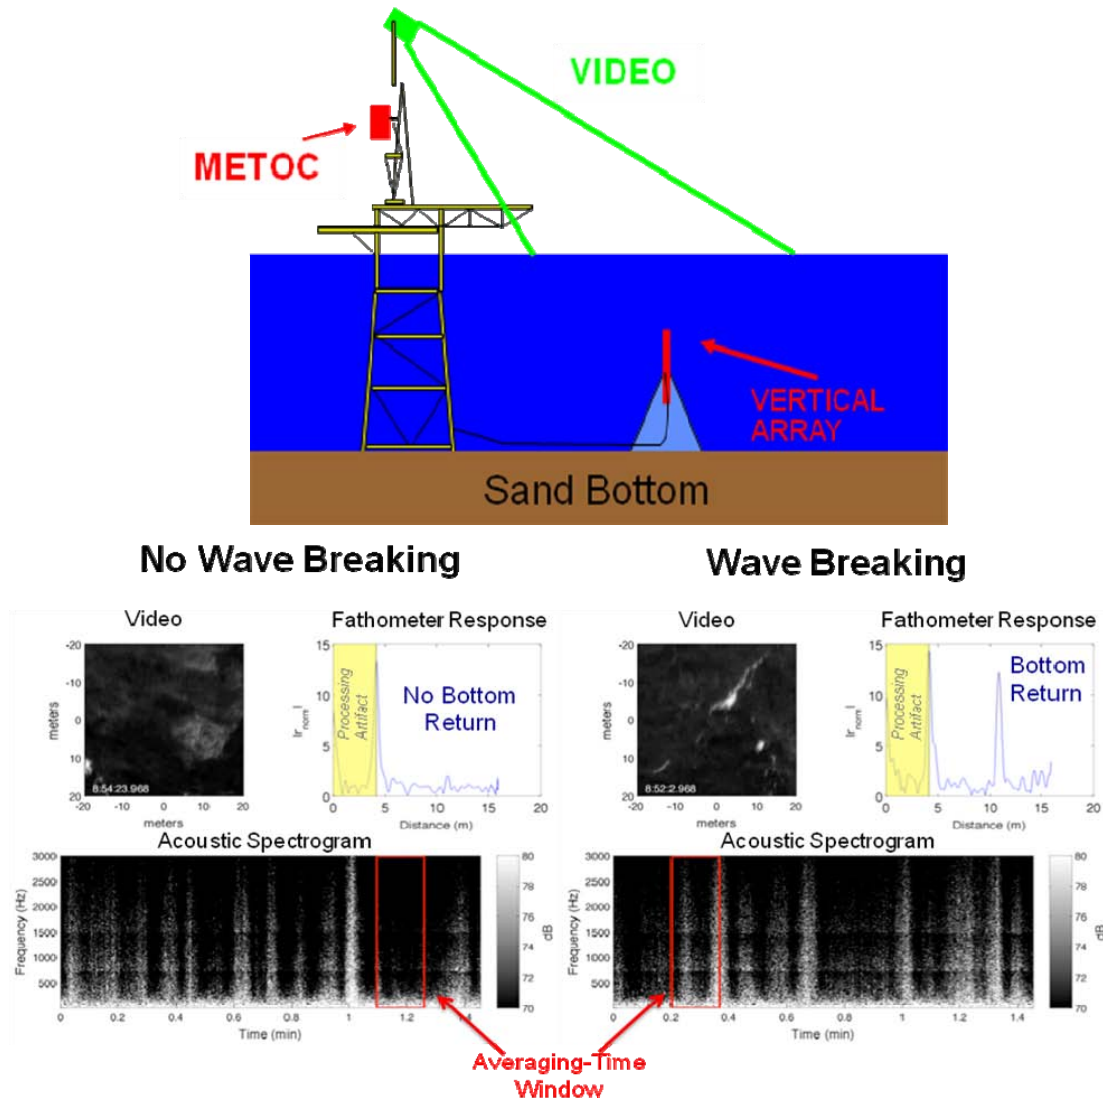 VIDEO
METOC
VERTICAL
ARRAY
Sand Bottom
No Wave Breaking
Wave Breaking
Video
-20
-10
0
10
20
meters
8:54:23.968
-20
-10
0
10
20
meters
Fathometer Response
15
10
5
0
|r_norm|
Processing
Artifact
No Bottom
Return
0
5
10
15
20
Distance (m)
Acoustic Spectrogram
3000
2500
2000
1500
1000
500
Frequency (Hz)
0
0.2
0.4
0.6
0.8
1
1.2
1.4
Time (min)
80
78
76
74
72
70
dB
Video
-20
-10
0
10
20
meters
8:52:2.968
-20
-10
0
10
20
meters
Fathometer Response
15
10
5
0
|r_norm|
Processing
Artifact
Bottom
Return
0
5
10
15
20
Distance (m)
Acoustic Spectrogram
3000
2500
2000
1500
1000
500
Frequency (Hz)
0
0.2
0.4
0.6
0.8
1
1.2
1.4
Time (min)
80
78
76
74
72
70
dB
Averaging-Time
Window